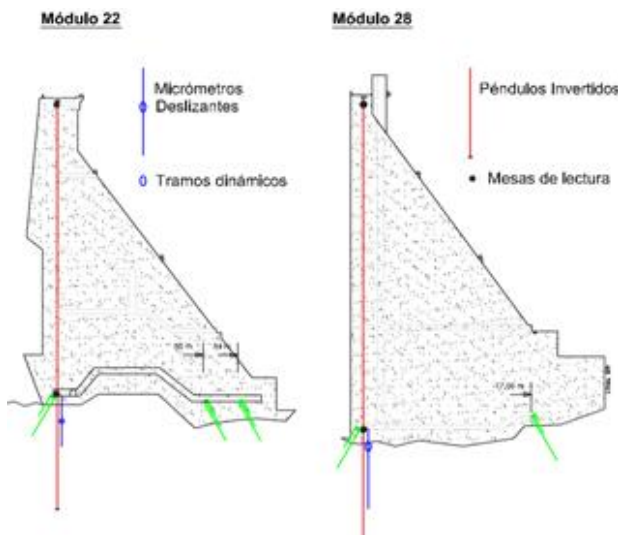 Módulo 22
Módulo 28
Micrómetros
Deslizantes
Tramos dinámicos
Péndulos Invertidos
Mesas de lectura